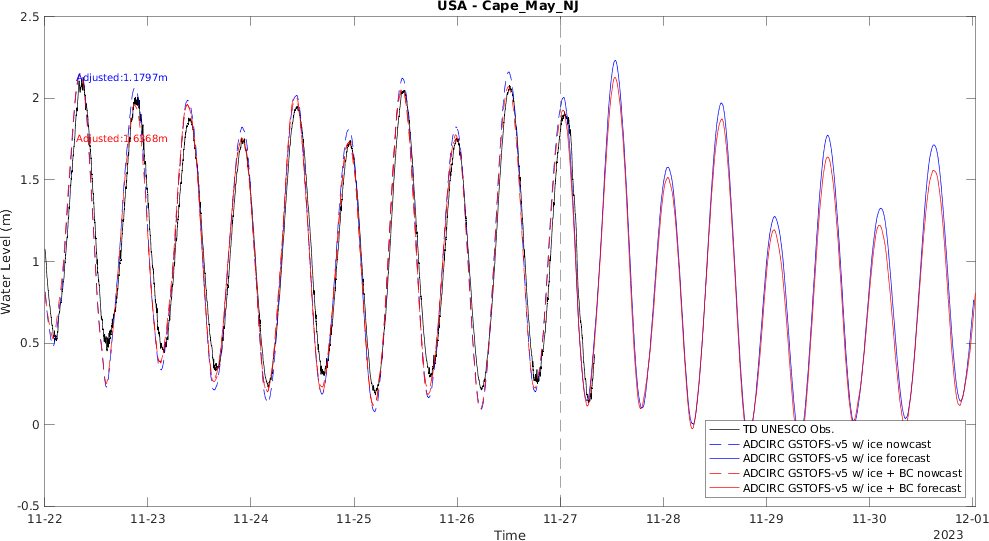 USA - Cape_May_NJ
2.5
Adjusted:1.1797m
2
Adjusted:1.6868m
1.5
Water Level (m)
1
0.5
0
TD UNESCO Obs.
ADCIRC GSTOFS-v5 w/ ice nowcast
ADCIRC GSTOFS-v5 w/ ice forecast
ADCIRC GSTOFS-v5 w/ ice + BC nowcast
ADCIRC GSTOFS-v5 w/ ice + BC forecast
-0.5
11-22 11-23 11-24 11-25 11-26 11-27 11-28 11-29 11-30 12-01
Time
2023